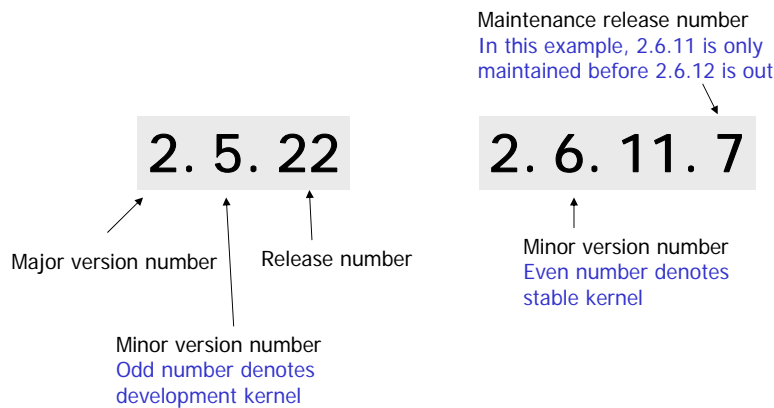 Maintenance release number
In this example, 2.6.11 is only
maintained before 2.6.12 is out
2. 5. 22
2. 6. 11. 7
Major version number
Release number
Minor version number
Even number denotes
stable kernel
Minor version number
Odd number denotes
development kernel